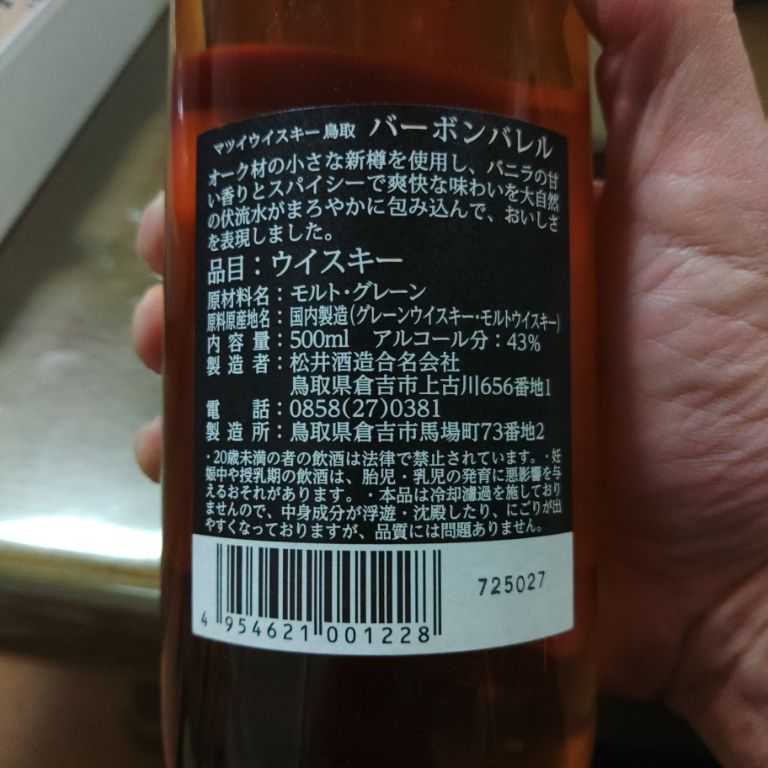 マツイウイスキー 鳥取 バーボンバレル
オーク材の小さな新樽を使用し、バニラの甘
い香りとスパイシーで爽快な味わいを大自然
の伏流水がまろやかに包み込んで、おいしさ
を表現しました。
品目：ウイスキー
原材料名：モルト・グレーン
原料原産地名：国内製造(グレーンウイスキー・モルトウイスキー)
内容量：500ml アルコール分：43%
製造者：松井酒造合名会社
鳥取県倉吉市上古川656番地1
電話：0858(27)0381
製造所：鳥取県倉吉市馬場町73番地2
・20歳未満の者の飲酒は法律で禁止されています。・妊
娠中や授乳期の飲酒は、胎児・乳児の発育に悪影響を与
えるおそれがあります。・本品は冷却濾過を施しており
ませんので、中身成分が浮遊・沈殿したり、にごりが出
やすくなっておりますが、品質には問題ありません。
725027
4 954621 001228